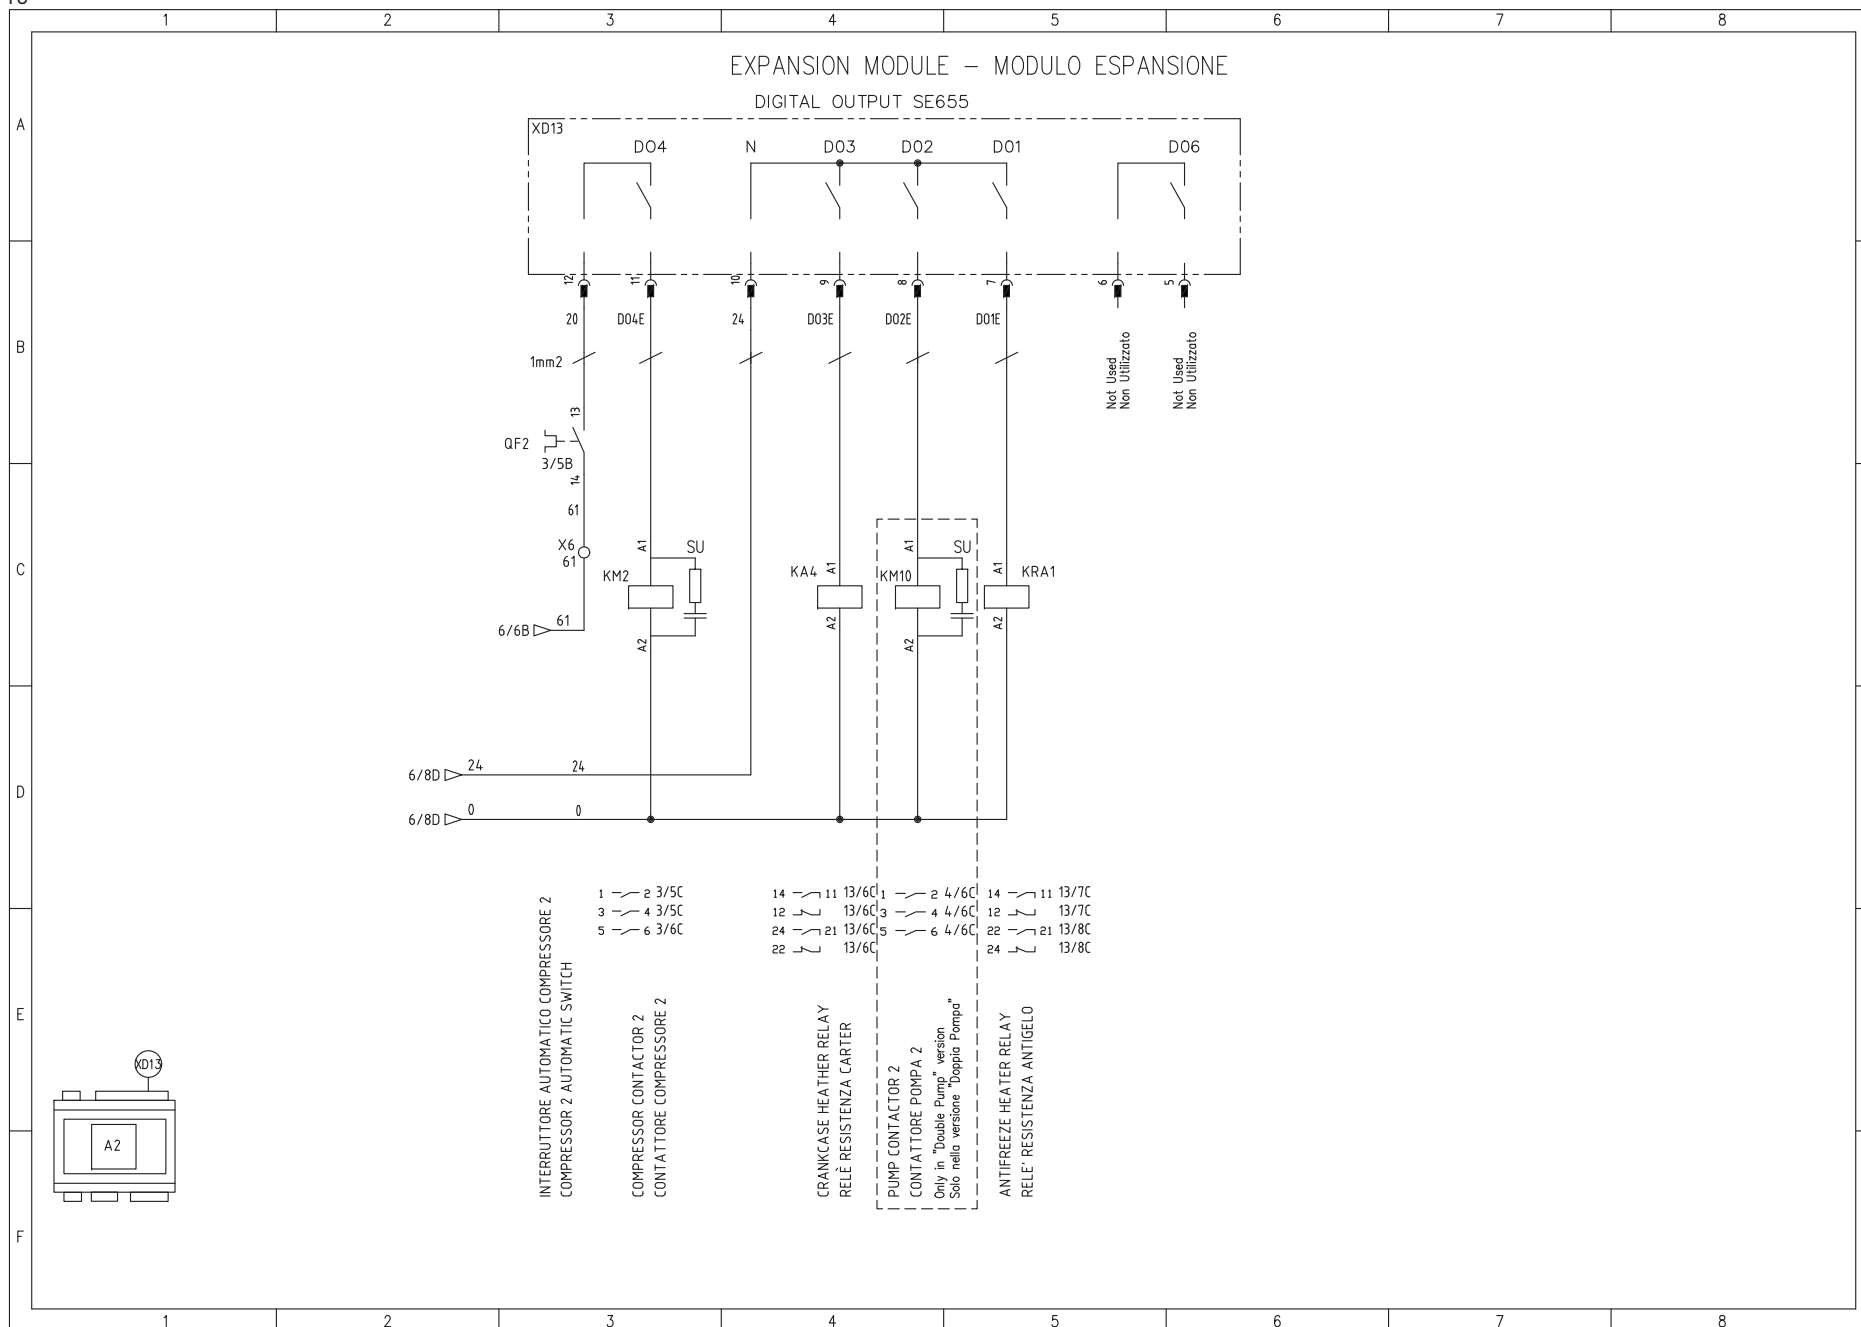 1 2 3 4 5 6 7 8
EXPANSION MODULE – MODULO ESPANSIONE
DIGITAL OUTPUT SE655
A
XD13
DO4 N DO3 DO2 DO1 DO6
12 11 10 9 8 7 6 5
20 DO4E 24 DO3E DO2E DO1E
B
1mm2
Not Used
Non Utilizzato
Not Used
Non Utilizzato
13
QF2
3/5B
14
61
X6
61
C
A1 SU
KM2
A2
KA4 A1
A2
A1 SU
KM10
A2
A1 KRA1
A2
6/6B 61
6/8D 24 24
D
6/8D 0 0
1 2 3/5C
3 4 3/5C
5 6 3/6C
14 11 13/6C
12 13/6C
24 21 13/6C
22 13/6C
1 2 4/6C
3 4 4/6C
5 6 4/6C
14 11 13/7C
12 13/7C
22 21 13/8C
24 13/8C
E
INTERRUTTORE AUTOMATICO COMPRESSORE 2
COMPRESSOR 2 AUTOMATIC SWITCH
COMPRESSOR CONTACTOR 2
CONTATTORE COMPRESSORE 2
CRANKCASE HEATHER RELAY
RELÈ RESISTENZA CARTER
PUMP CONTACTOR 2
CONTATTORE POMPA 2
Only in "Double Pump" version
Solo nella versione "Doppia Pompa"
ANTIFREEZE HEATER RELAY
RELE' RESISTENZA ANTIGELO
XD13
A2
F
1 2 3 4 5 6 7 8